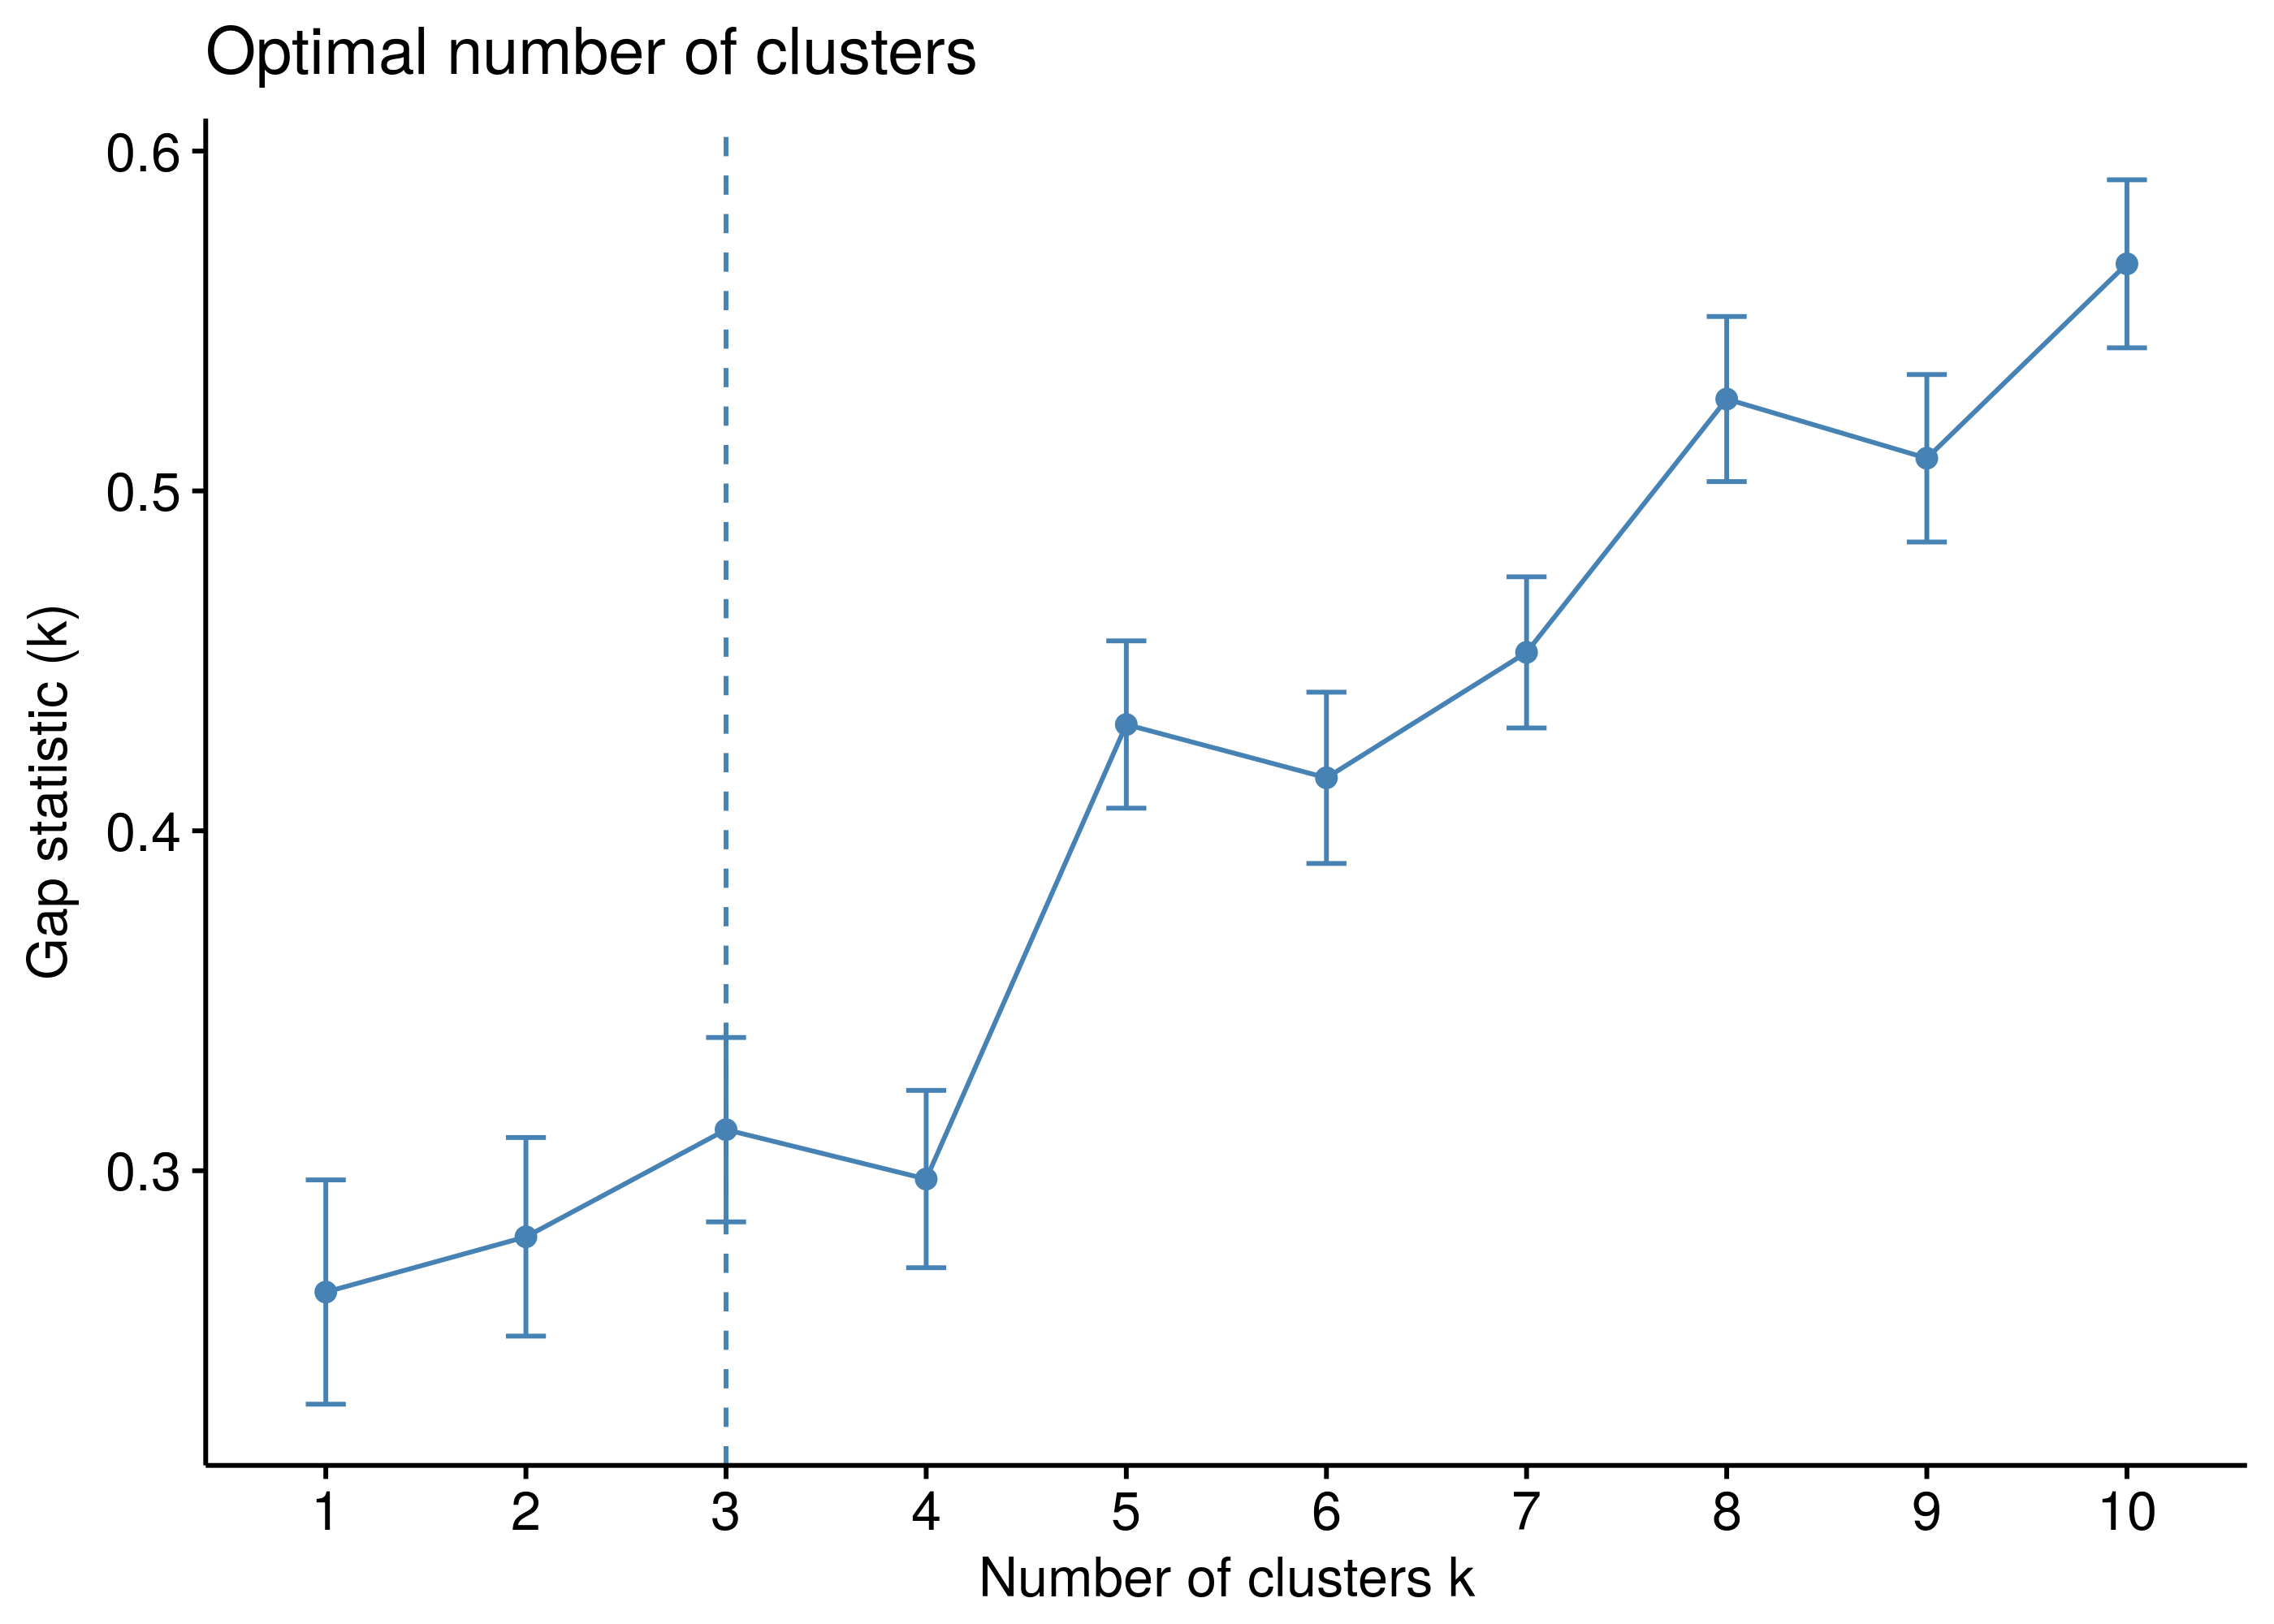 Optimal number of clusters
0.6
0.5
0.4
0.3
Gap statistic (k)
1 2 3 4 5 6 7 8 9 10
Number of clusters k